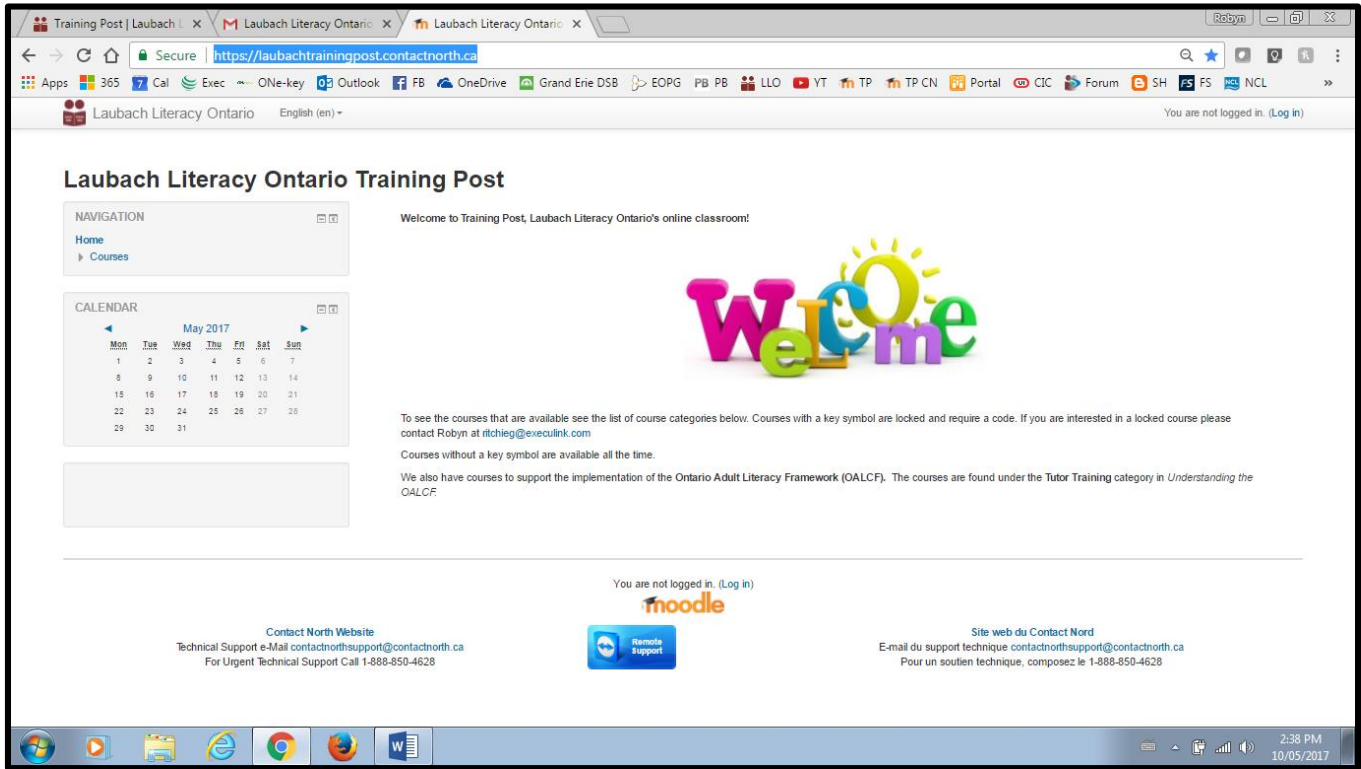 Training Post | Laubach L
Laubach Literacy Ontario
Laubach Literacy Ontario
Robyn
Secure | https://laubachtrainingpost.contactnorth.ca
Apps 365 7 Cal Exec ONe-key Outlook FB OneDrive Grand Erie DSB EOPG PB PB LLO YT TP TP CN Portal CIC Forum SH FS FS NCL NCL »
Laubach Literacy Ontario English (en)
You are not logged in. (Log in)
Laubach Literacy Ontario Training Post
NAVIGATION
Home
Courses
CALENDAR
May 2017
Mon Tue Wed Thu Fri Sat Sun
1 2 3 4 5 6 7
8 9 10 11 12 13 14
15 16 17 18 19 20 21
22 23 24 25 26 27 28
29 30 31
Welcome to Training Post, Laubach Literacy Ontario's online classroom!
WeLCOme
To see the courses that are available see the list of course categories below. Courses with a key symbol are locked and require a code. If you are interested in a locked course please
contact Robyn at ritchieg@execulink.com
Courses without a key symbol are available all the time.
We also have courses to support the implementation of the Ontario Adult Literacy Framework (OALCF). The courses are found under the Tutor Training category in Understanding the
OALCF.
You are not logged in. (Log in)
moodle
Contact North Website
Technical Support e-Mail contactnorthsupport@contactnorth.ca
For Urgent Technical Support Call 1-888-850-4628
Remote
Support
Site web du Contact Nord
E-mail du support technique contactnorthsupport@contactnorth.ca
Pour un soutien technique, composez le 1-888-850-4628
2:38 PM
10/05/2017